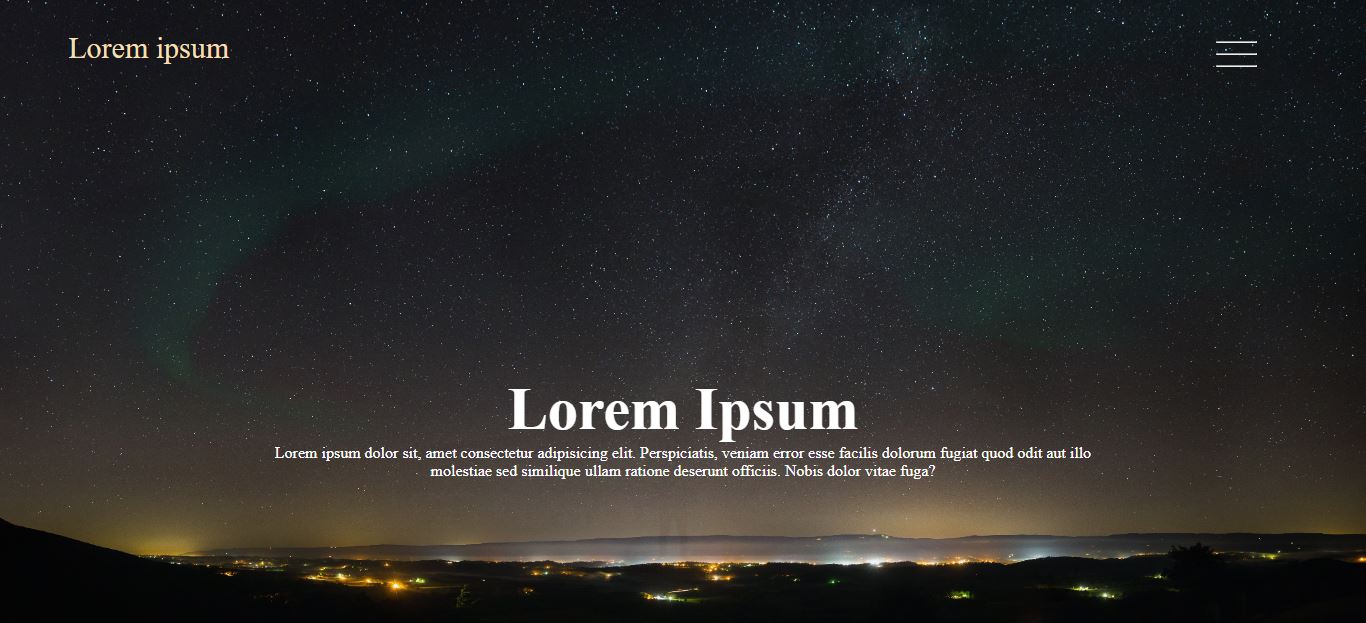 Lorem ipsum
Lorem Ipsum
Lorem ipsum dolor sit, amet consectetur adipisicing elit. Perspiciatis, veniam error esse facilis dolorum fugiat quod odit aut illo
molestiae sed similique ullam ratione deserunt officiis. Nobis dolor vitae fuga?